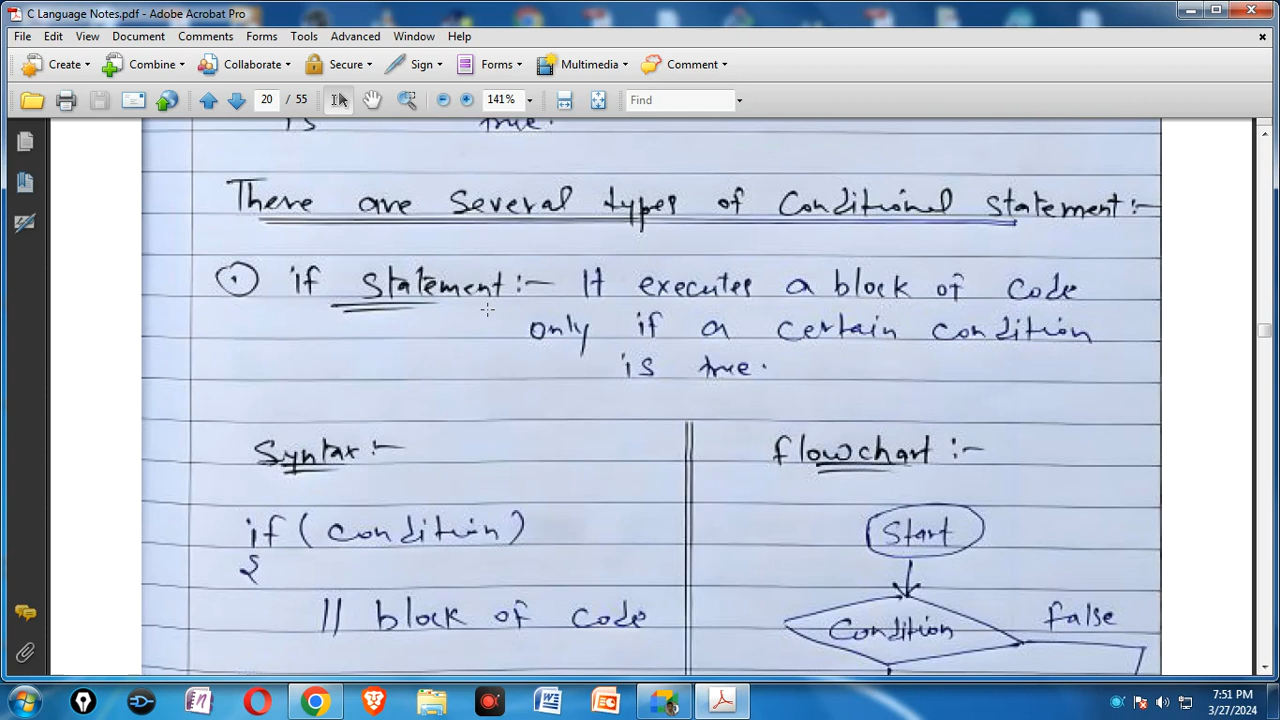 C Language Notes.pdf - Adobe Acrobat Pro
File Edit View Document Comments Forms Tools Advanced Window Help
Create Combine Collaborate Secure Sign Forms Multimedia Comment
20 / 55 141% Find
is true.
There are several types of Conditional statement:-
if statement:- It executes a block of code
only if a certain condition
is true.
Syntax:-
if (condition)
{
// block of code
flowchart:-
Start
Condition
false
7:51 PM
3/27/2024